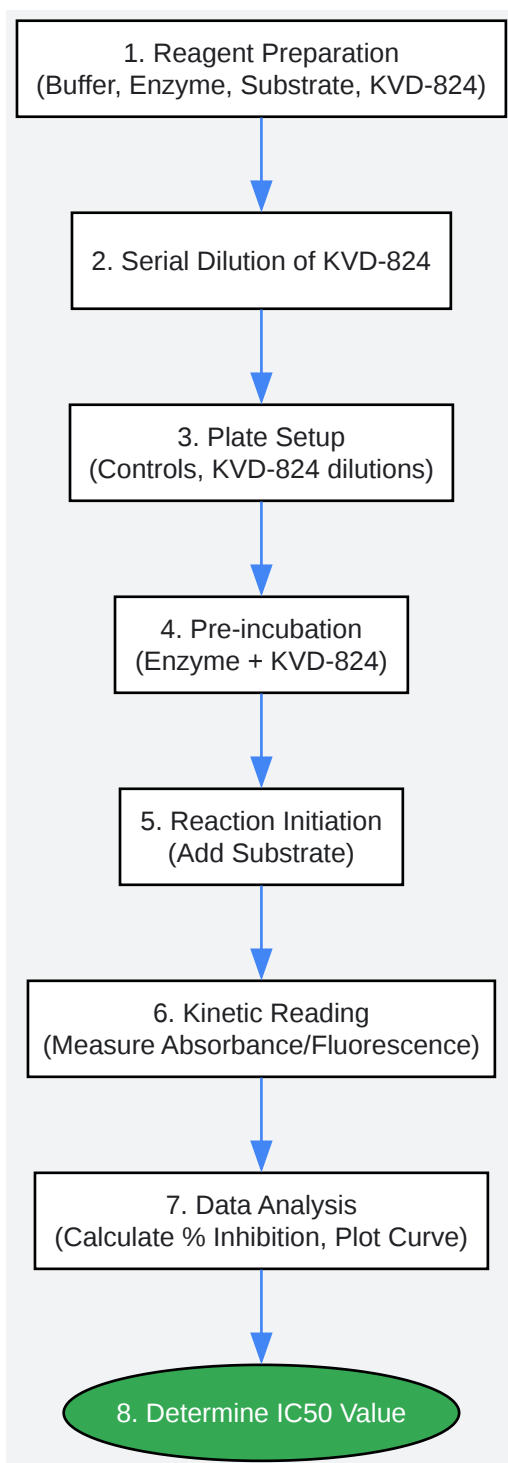 1. Reagent Preparation
(Buffer, Enzyme, Substrate, KVD-824)
2. Serial Dilution of KVD-824
3. Plate Setup
(Controls, KVD-824 dilutions)
4. Pre-incubation
(Enzyme + KVD-824)
5. Reaction Initiation
(Add Substrate)
6. Kinetic Reading
(Measure Absorbance/Fluorescence)
7. Data Analysis
(Calculate % Inhibition, Plot Curve)
8. Determine IC50 Value